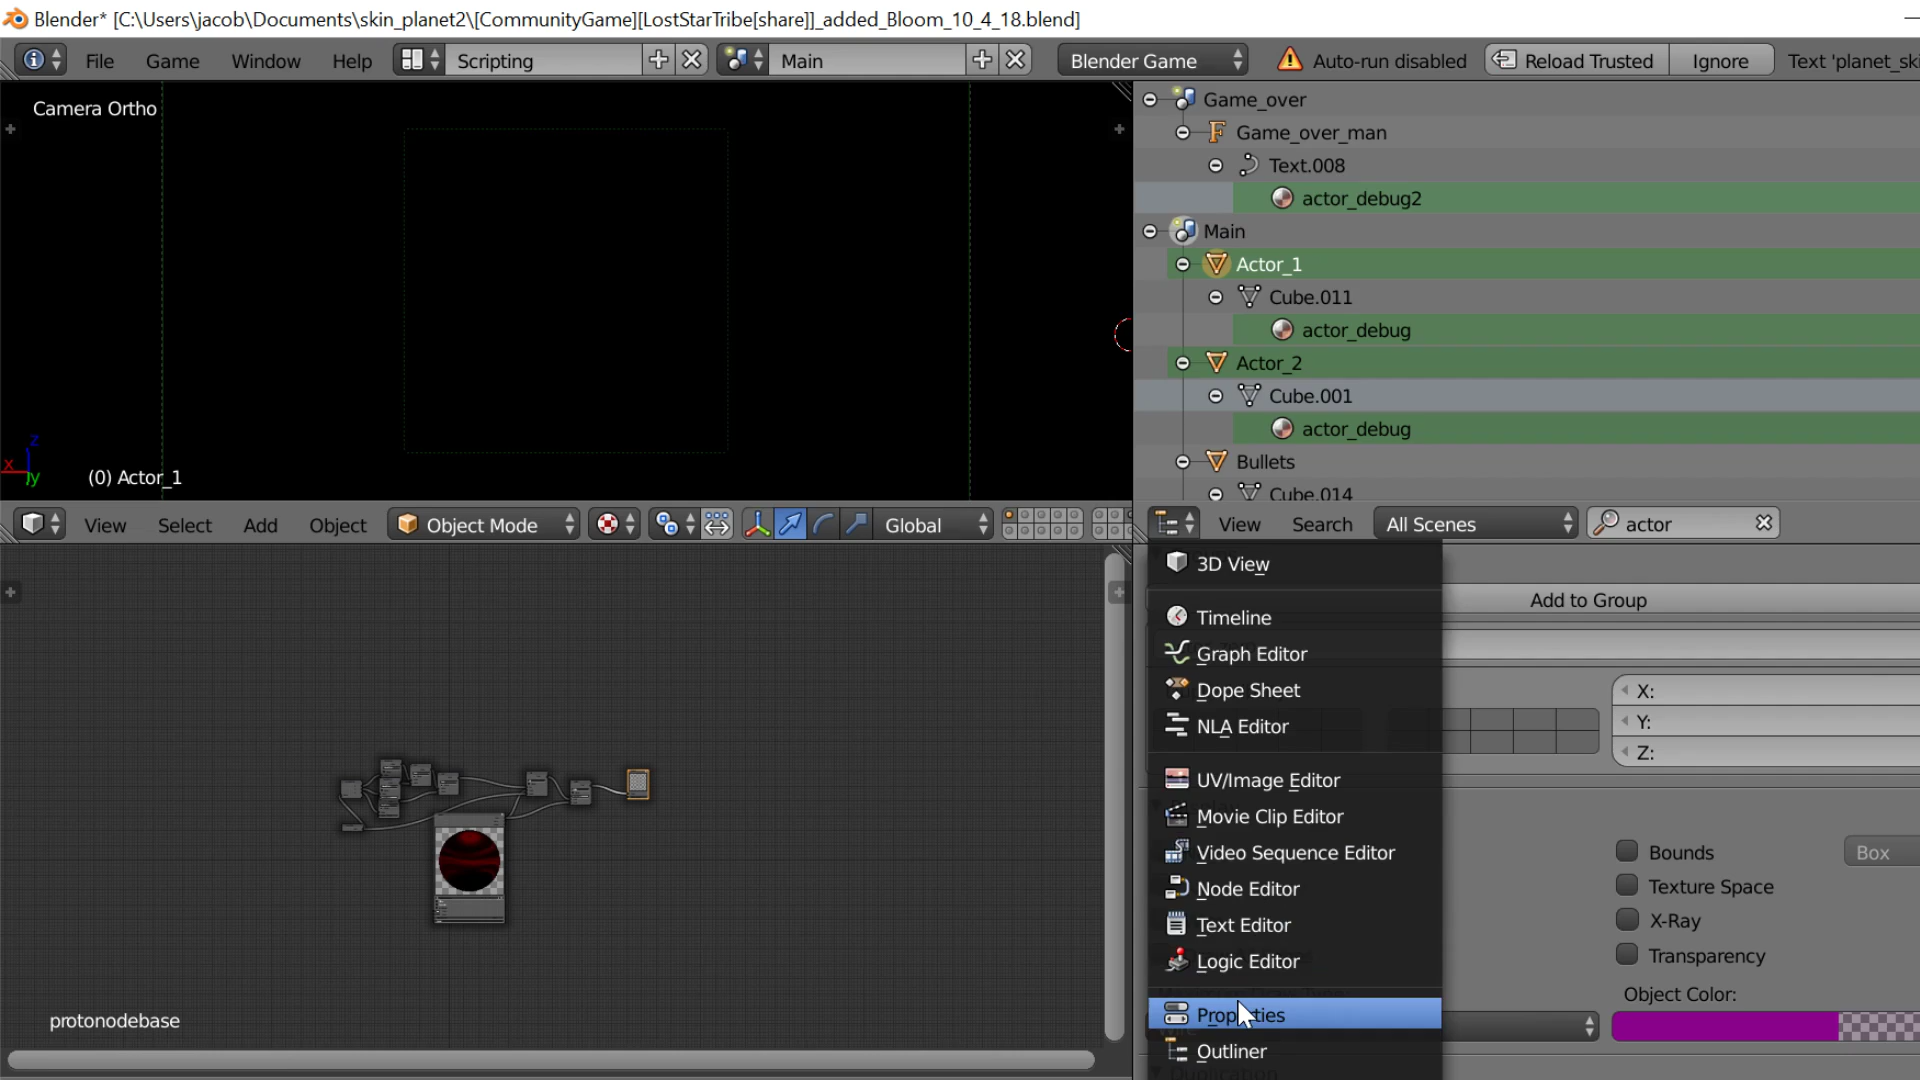 Blender* [C:\Users\jacob\Documents\skin_planet2\[CommunityGame][LostStarTribe[share]]_added_Bloom_10_4_18.blend]
File Game Window Help Scripting Main Blender Game Auto-run disabled Reload Trusted Ignore Text 'planet_sk
Camera Ortho
(0) Actor_1
Game_over
Game_over_man
Text.008
actor_debug2
Main
Actor_1
Cube.011
actor_debug
Actor_2
Cube.001
actor_debug
Bullets
Cube.014
View Select Add Object Object Mode Global
View Search All Scenes actor
protonodebase
3D View
Timeline
Graph Editor
Dope Sheet
NLA Editor
UV/Image Editor
Movie Clip Editor
Video Sequence Editor
Node Editor
Text Editor
Logic Editor
Properties
Outliner
Add to Group
X:
Y:
Z:
Bounds Box
Texture Space
X-Ray
Transparency
Object Color:
Duplication
x
y
z